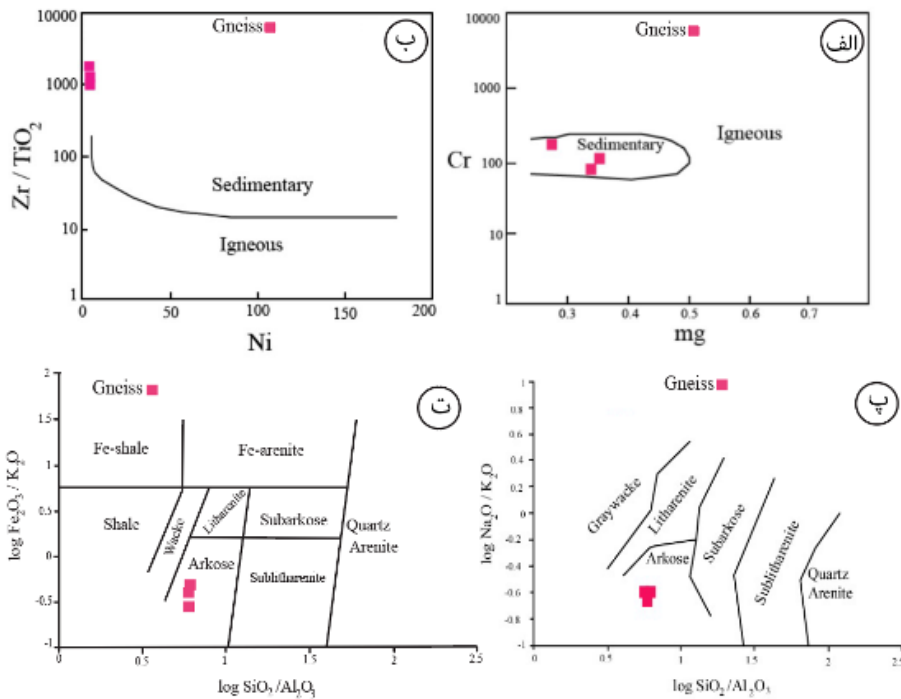 الف
Gneiss
10000
1000
Cr
100
10
1
Igneous
Sedimentary
0.3
0.4
0.5
0.6
0.7
mg
ب
Gneiss
10000
1000
Zr / TiO₂
100
10
1
Sedimentary
Igneous
0
50
100
150
200
Ni
پ
Gneiss
1
0.8
0.6
0.4
0.2
0
-0.2
-0.4
-0.6
-0.8
-1
log Na₂O / K₂O
Graywacke
Litharenite
Arkose
Subarkose
Sublitharenite
Quartz
Arenite
0
0.5
1.0
1.5
2
2.5
log SiO₂ /Al₂O₃
ت
Gneiss
2
1.5
1
0.5
0
-0.5
-1
log Fe₂O₃ / K₂O
Fe-shale
Fe-arenite
Shale
Wacke
Litharenite
Subarkose
Quartz
Arenite
Arkose
Sublitharenite
0
0.5
1
1.5
2
2.5
log SiO₂ /Al₂O₃